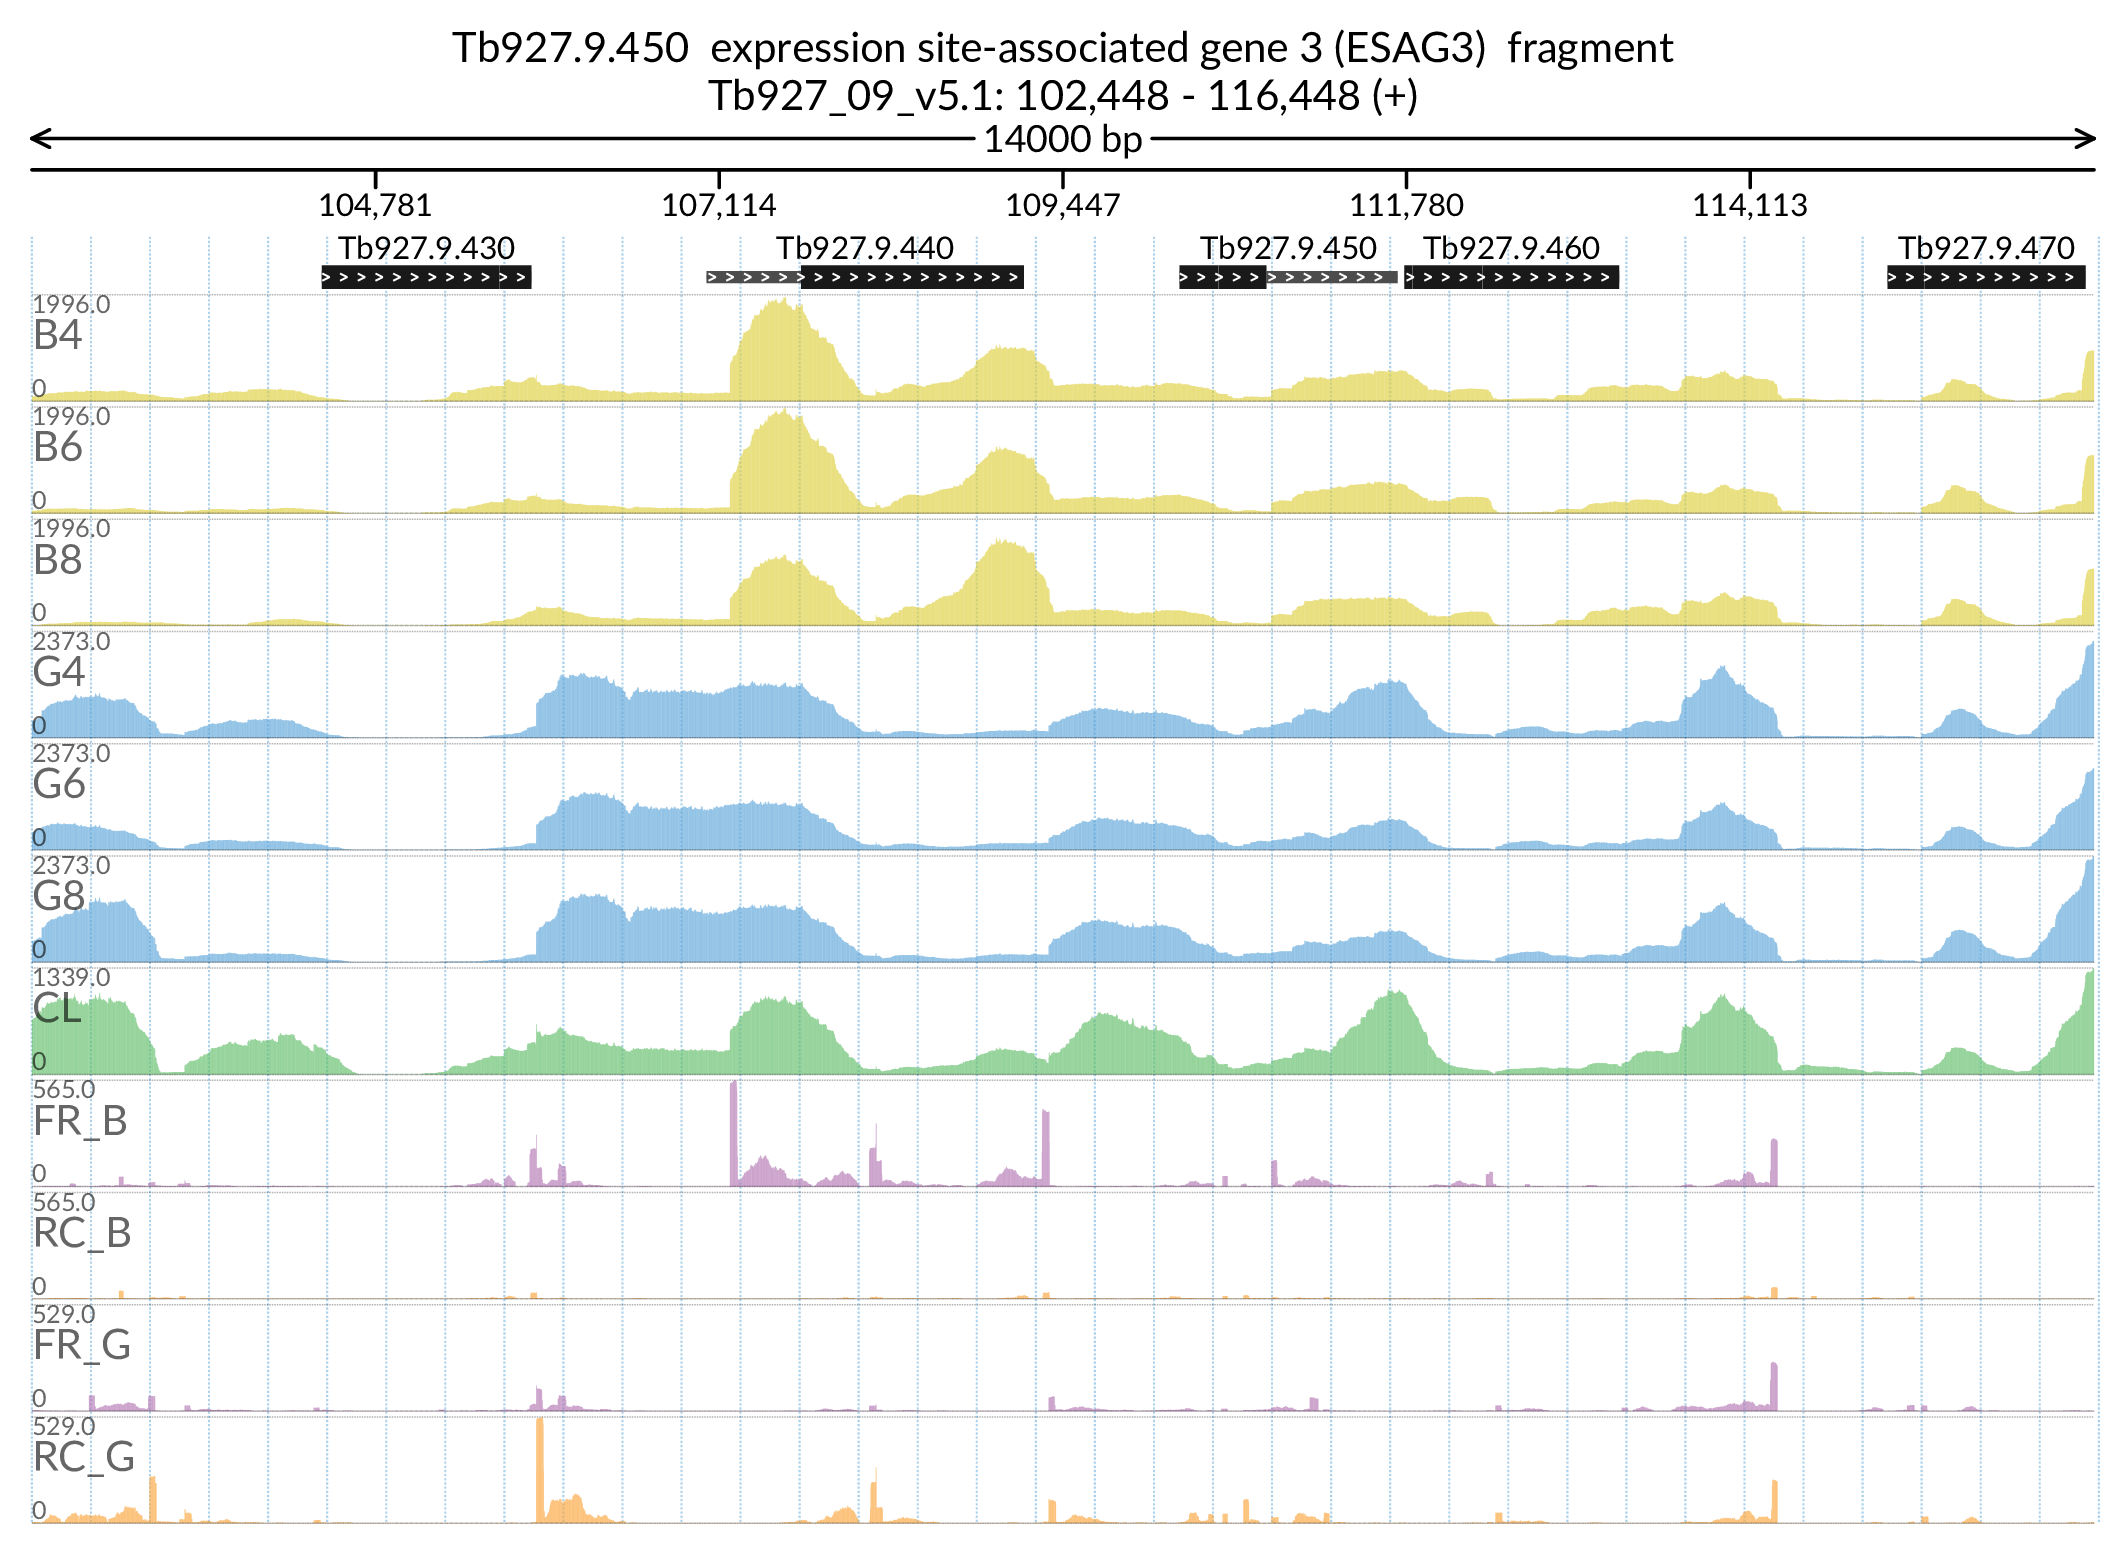 Tb927.9.450  expression site-associated gene 3 (ESAG3)  fragment
Tb927_09_v5.1: 102,448 - 116,448 (+)
14000 bp
104,781 107,114 109,447 111,780 114,113
Tb927.9.430 Tb927.9.440 Tb927.9.450 Tb927.9.460 Tb927.9.470
1996.0
B4
0
1996.0
B6
0
1996.0
B8
0
2373.0
G4
0
2373.0
G6
0
2373.0
G8
0
1339.0
CL
0
565.0
FR_B
0
565.0
RC_B
0
529.0
FR_G
0
529.0
RC_G
0